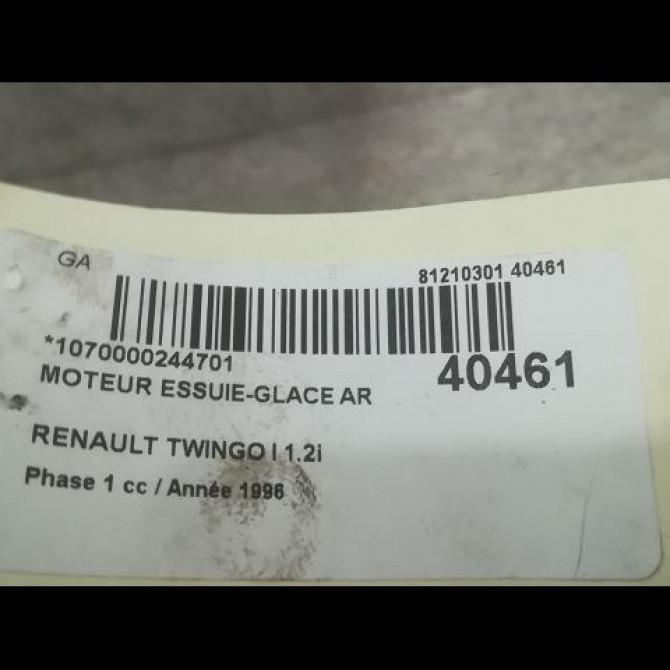 GA
81210301 40461
*1070000244701
40461
MOTEUR ESSUIE-GLACE AR
RENAULT TWINGO I 1.2i
Phase 1 cc / Année 1996